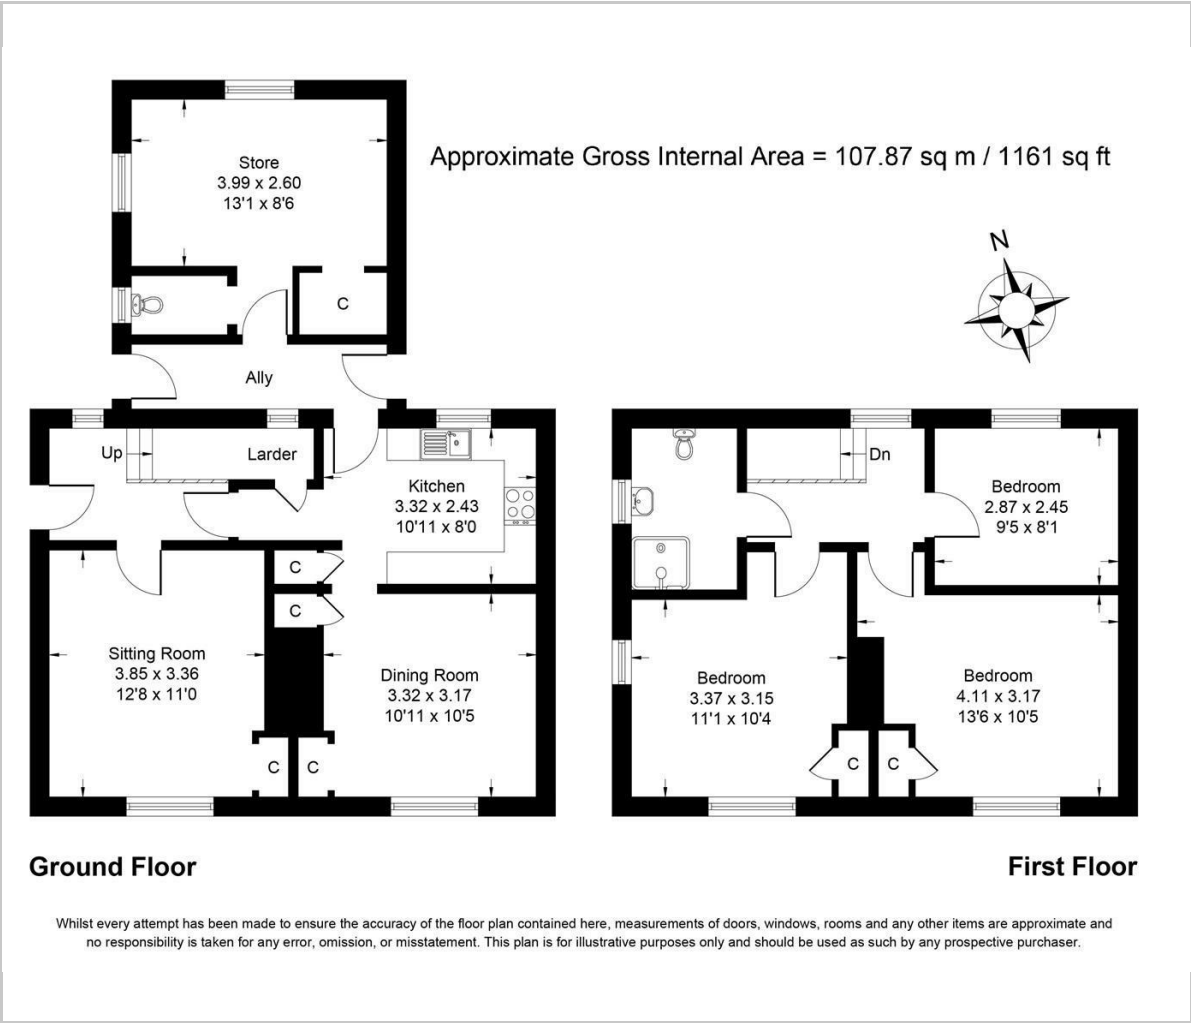 Approximate Gross Internal Area = 107.87 sq m / 1161 sq ft
N
Store
3.99 x 2.60
13'1 x 8'6
C
Ally
Up
Larder
Kitchen
3.32 x 2.43
10'11 x 8'0
C
C
Sitting Room
3.85 x 3.36
12'8 x 11'0
Dining Room
3.32 x 3.17
10'11 x 10'5
C
C
Ground Floor
Dn
Bedroom
2.87 x 2.45
9'5 x 8'1
Bedroom
3.37 x 3.15
11'1 x 10'4
Bedroom
4.11 x 3.17
13'6 x 10'5
C
C
First Floor
Whilst every attempt has been made to ensure the accuracy of the floor plan contained here, measurements of doors, windows, rooms and any other items are approximate and
no responsibility is taken for any error, omission, or misstatement. This plan is for illustrative purposes only and should be used as such by any prospective purchaser.